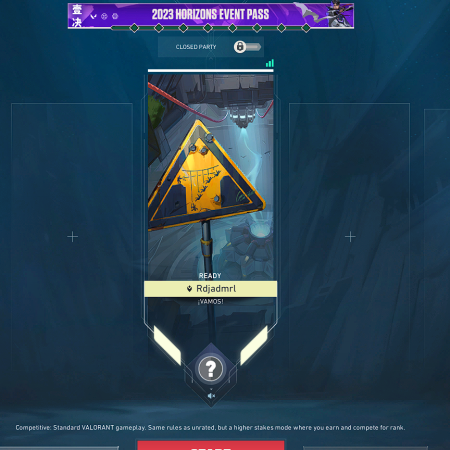 壹
决
2023 HORIZONS EVENT PASS
CLOSED PARTY
READY
Rdjadmrl
¡VAMOS!
?
Competitive: Standard VALORANT gameplay. Same rules as unrated, but a higher stakes mode where you earn and compete for rank.